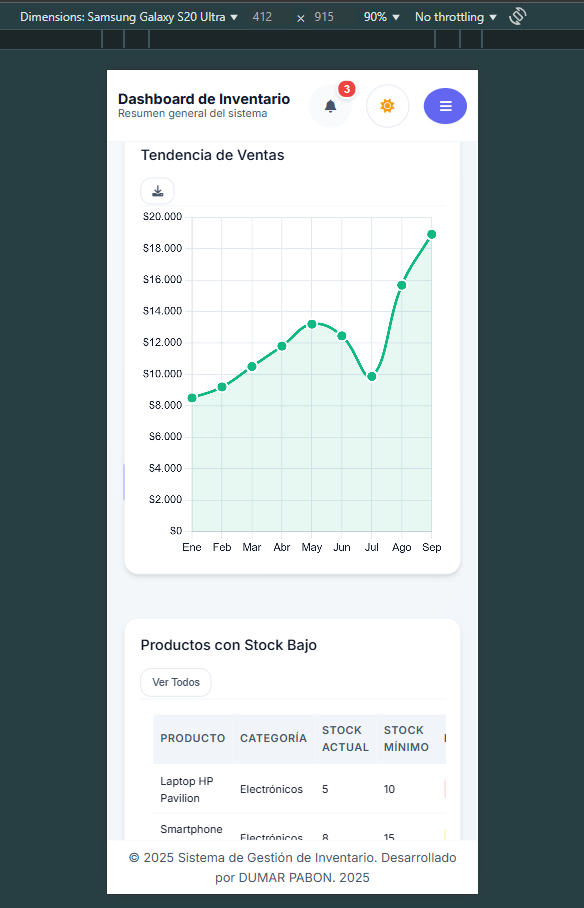 Dimensions: Samsung Galaxy S20 Ultra 412 × 915 90% No throttling
Dashboard de Inventario
Resumen general del sistema
3
Tendencia de Ventas
$20.000
$18.000
$16.000
$14.000
$12.000
$10.000
$8.000
$6.000
$4.000
$2.000
$0
Ene Feb Mar Abr May Jun Jul Ago Sep
Productos con Stock Bajo
Ver Todos
PRODUCTO CATEGORÍA STOCK ACTUAL STOCK MÍNIMO
Laptop HP Pavilion Electrónicos 5 10
Smartphone Electrónicos 8 15
© 2025 Sistema de Gestión de Inventario. Desarrollado
por DUMAR PABON. 2025